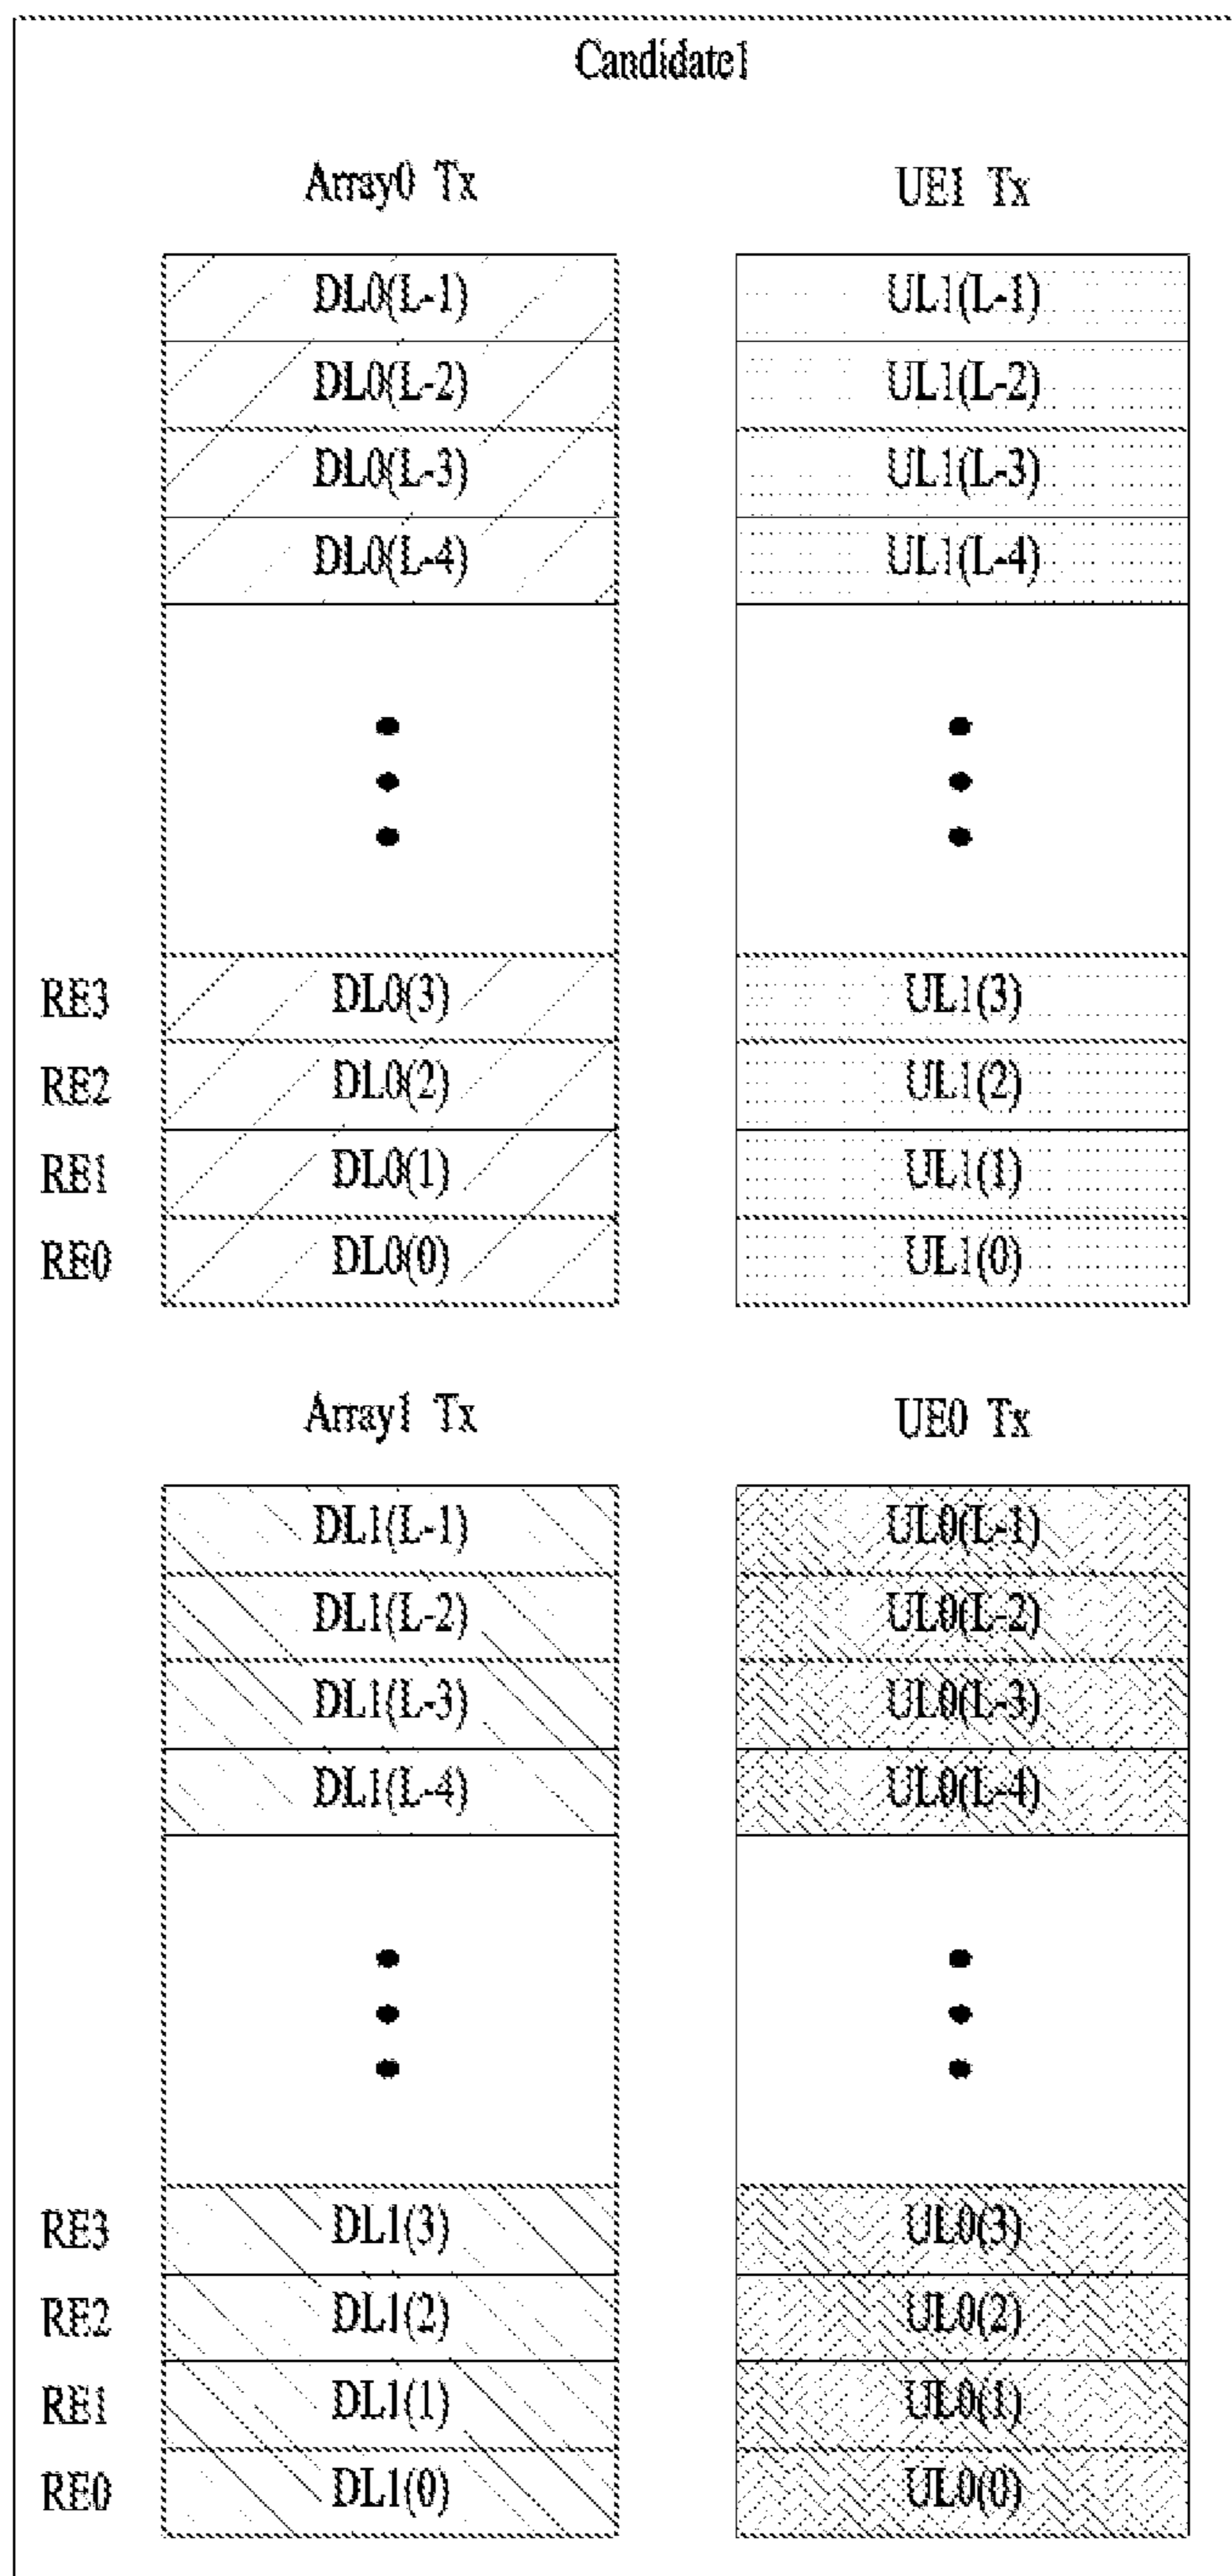 Candidate1
Array0 Tx UE1 Tx
DL0(L-1) UL1(L-1)
DL0(L-2) UL1(L-2)
DL0(L-3) UL1(L-3)
DL0(L-4) UL1(L-4)
RE3 DL0(3) UL1(3)
RE2 DL0(2) UL1(2)
RE1 DL0(1) UL1(1)
RE0 DL0(0) UL1(0)
Array1 Tx UE0 Tx
DL1(L-1) UL0(L-1)
DL1(L-2) UL0(L-2)
DL1(L-3) UL0(L-3)
DL1(L-4) UL0(L-4)
RE3 DL1(3) UL0(3)
RE2 DL1(2) UL0(2)
RE1 DL1(1) UL0(1)
RE0 DL1(0) UL0(0)